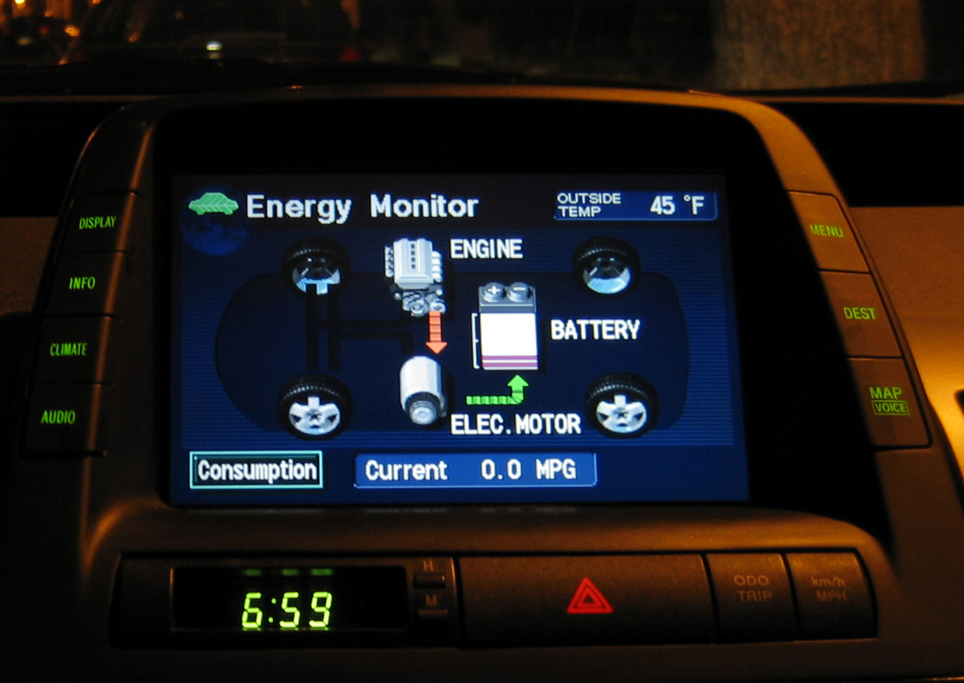 Energy Monitor
OUTSIDE
TEMP
45 °F
ENGINE
BATTERY
ELEC.MOTOR
Consumption
Current 0.0 MPG
DISPLAY
INFO
CLIMATE
AUDIO
MENU
DEST
MAP
VOICE
6:59
H
M
ODO
TRIP
km/h
MPH